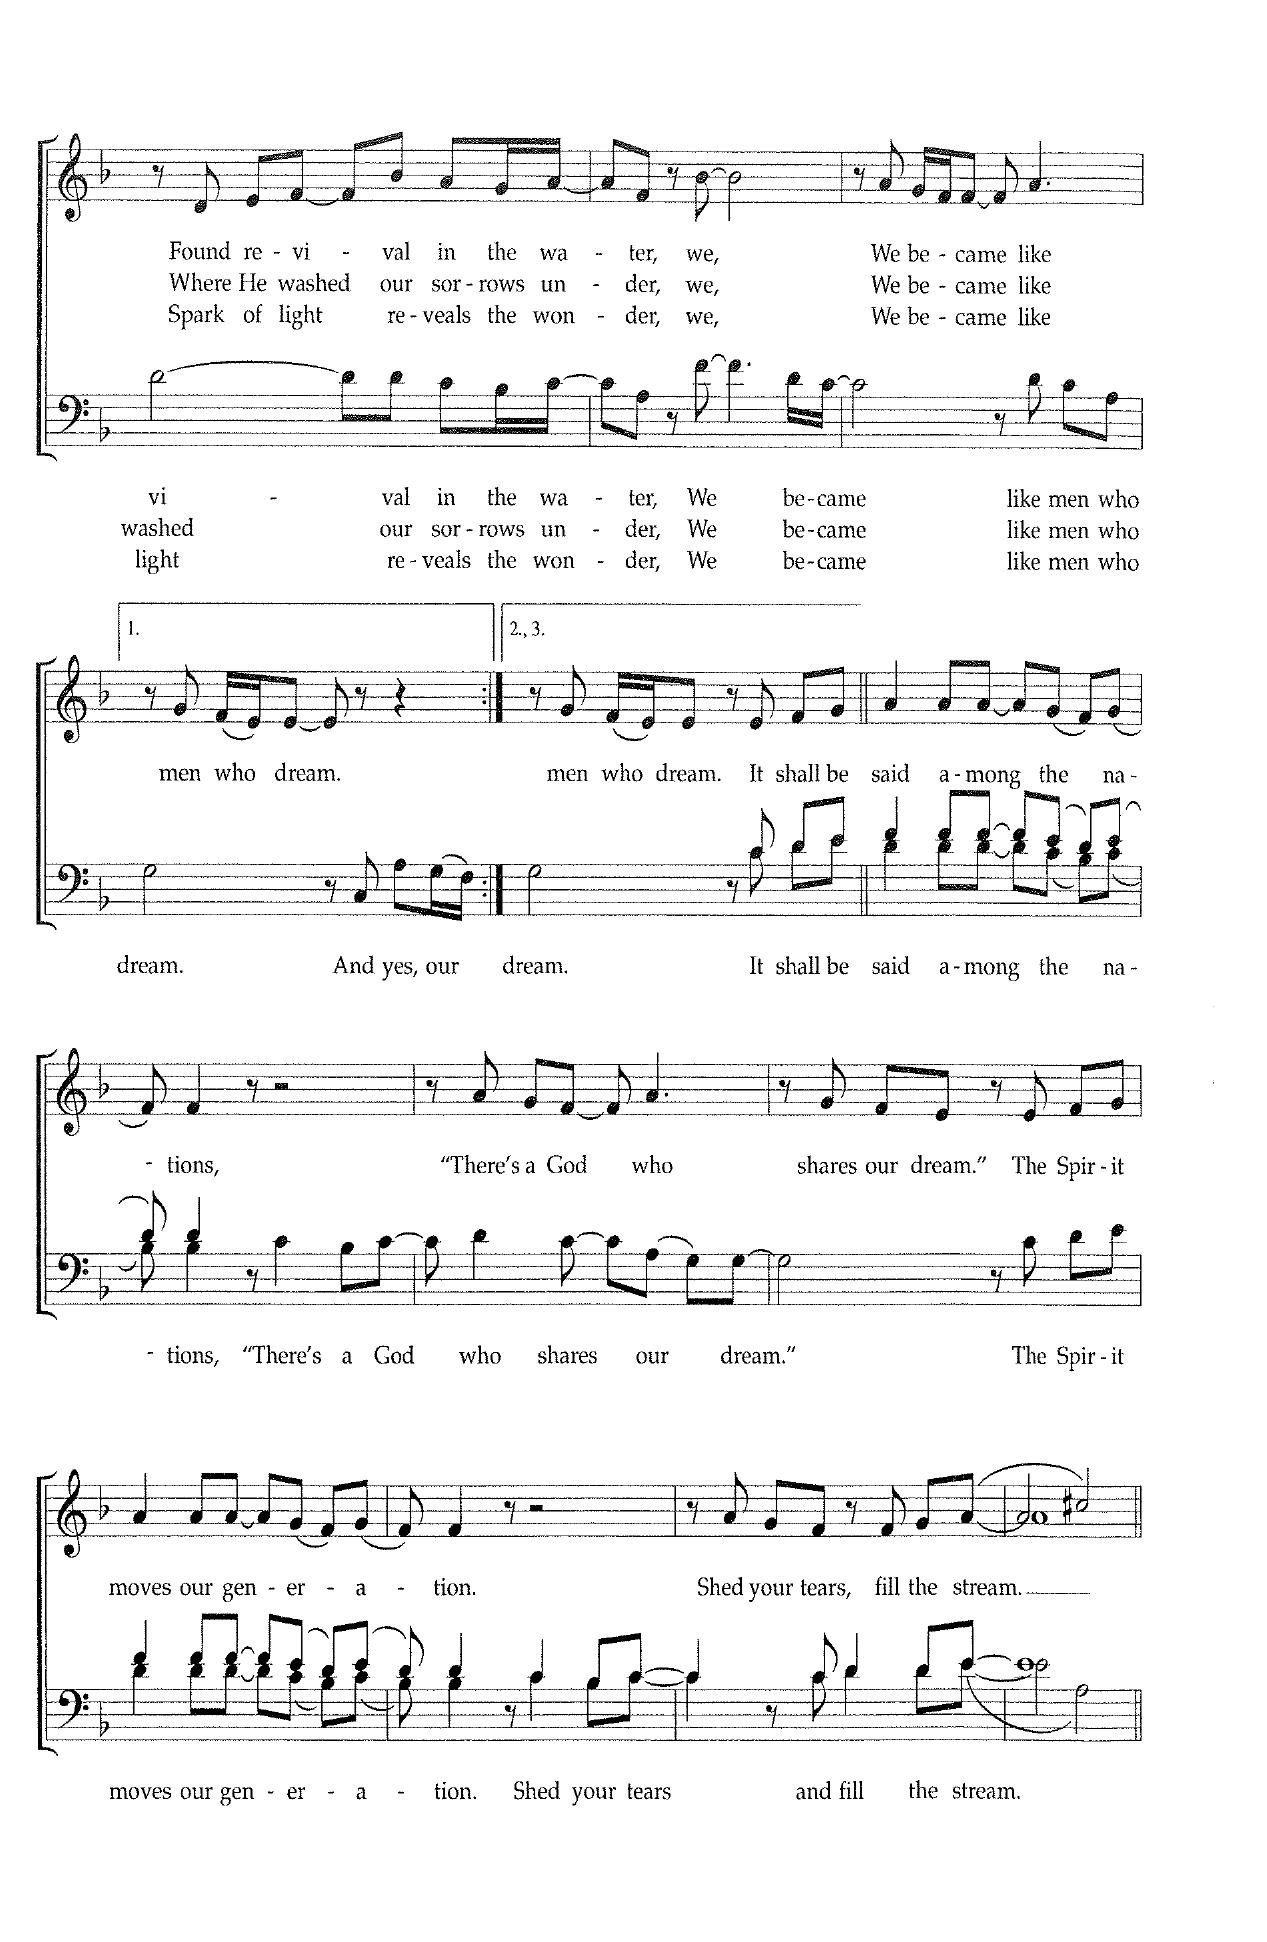 Found re - vi - val in the wa - ter, we, We be - came like
Where He washed our sor - rows un - der, we, We be - came like
Spark of light re - veals the won - der, we, We be - came like
vi - val in the wa - ter, We be - came like men who
washed our sor - rows un - der, We be - came like men who
light re - veals the won - der, We be - came like men who
1. 2., 3.
men who dream. men who dream. It shall be said a - mong the na -
dream. And yes, our dream. It shall be said a - mong the na -
- tions, “There’s a God who shares our dream.” The Spir - it
- tions, “There’s a God who shares our dream.” The Spir - it
moves our gen - er - a - tion. Shed your tears, fill the stream.
moves our gen - er - a - tion. Shed your tears and fill the stream.